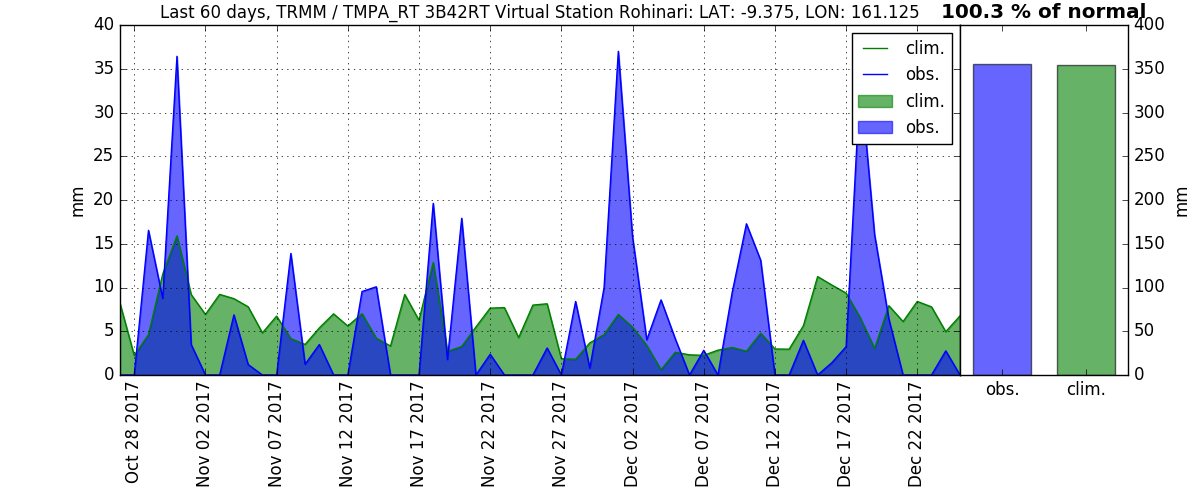 Last 60 days, TRMM / TMPA_RT 3B42RT Virtual Station Rohinari: LAT: -9.375, LON: 161.125
100.3 % of normal
40
35
30
25
20
15
10
5
0
mm
clim.
obs.
clim.
obs.
400
350
300
250
200
150
100
50
0
mm
Oct 28 2017
Nov 02 2017
Nov 07 2017
Nov 12 2017
Nov 17 2017
Nov 22 2017
Nov 27 2017
Dec 02 2017
Dec 07 2017
Dec 12 2017
Dec 17 2017
Dec 22 2017
obs.
clim.